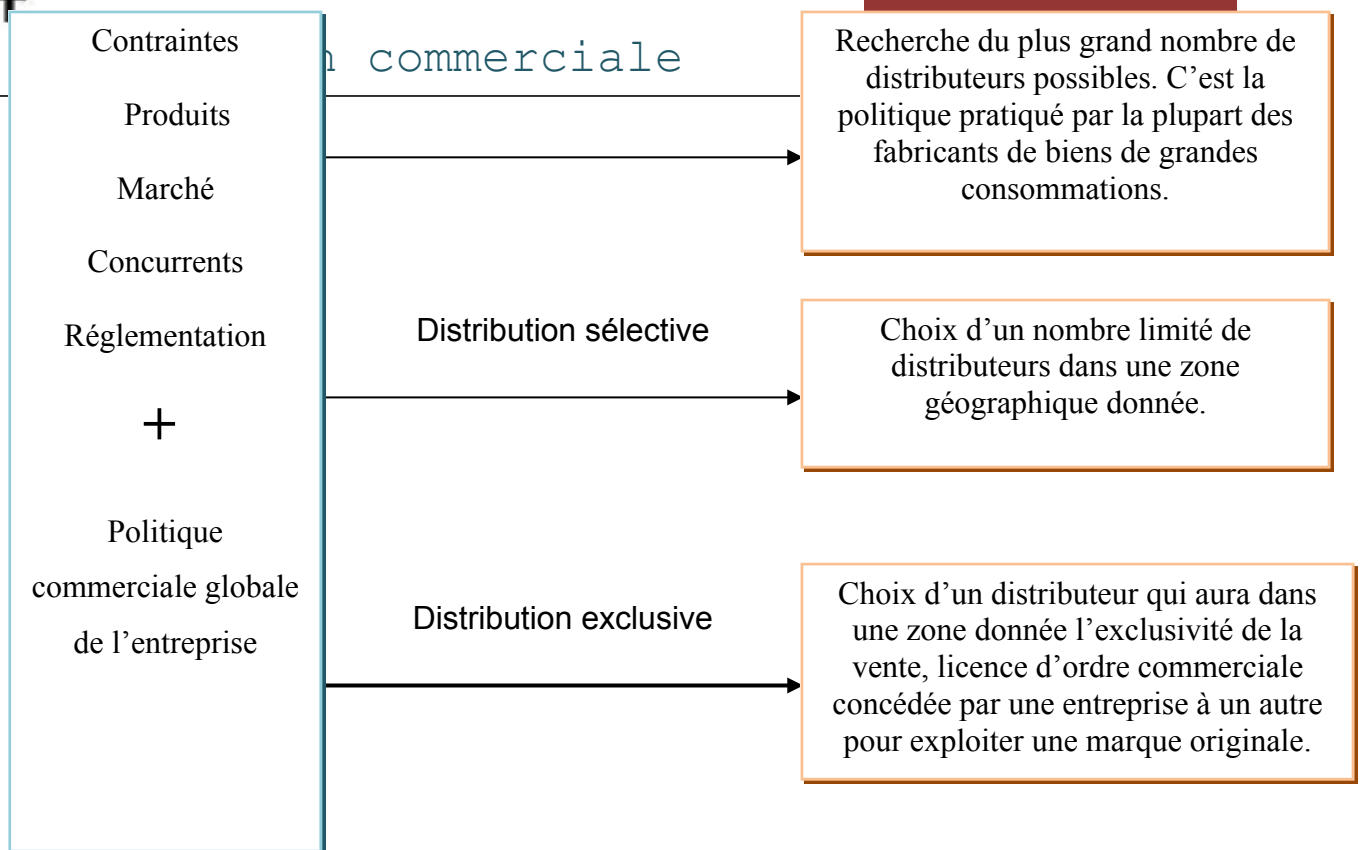 +
n commerciale
Contraintes
Produits
Marché
Concurrents
Réglementation
+
Politique
commerciale globale
de l’entreprise
Recherche du plus grand nombre de
distributeurs possibles. C’est la
politique pratiqué par la plupart des
fabricants de biens de grandes
consommations.
Distribution sélective
Choix d’un nombre limité de
distributeurs dans une zone
géographique donnée.
Distribution exclusive
Choix d’un distributeur qui aura dans
une zone donnée l’exclusivité de la
vente, licence d’ordre commerciale
concédée par une entreprise à un autre
pour exploiter une marque originale.